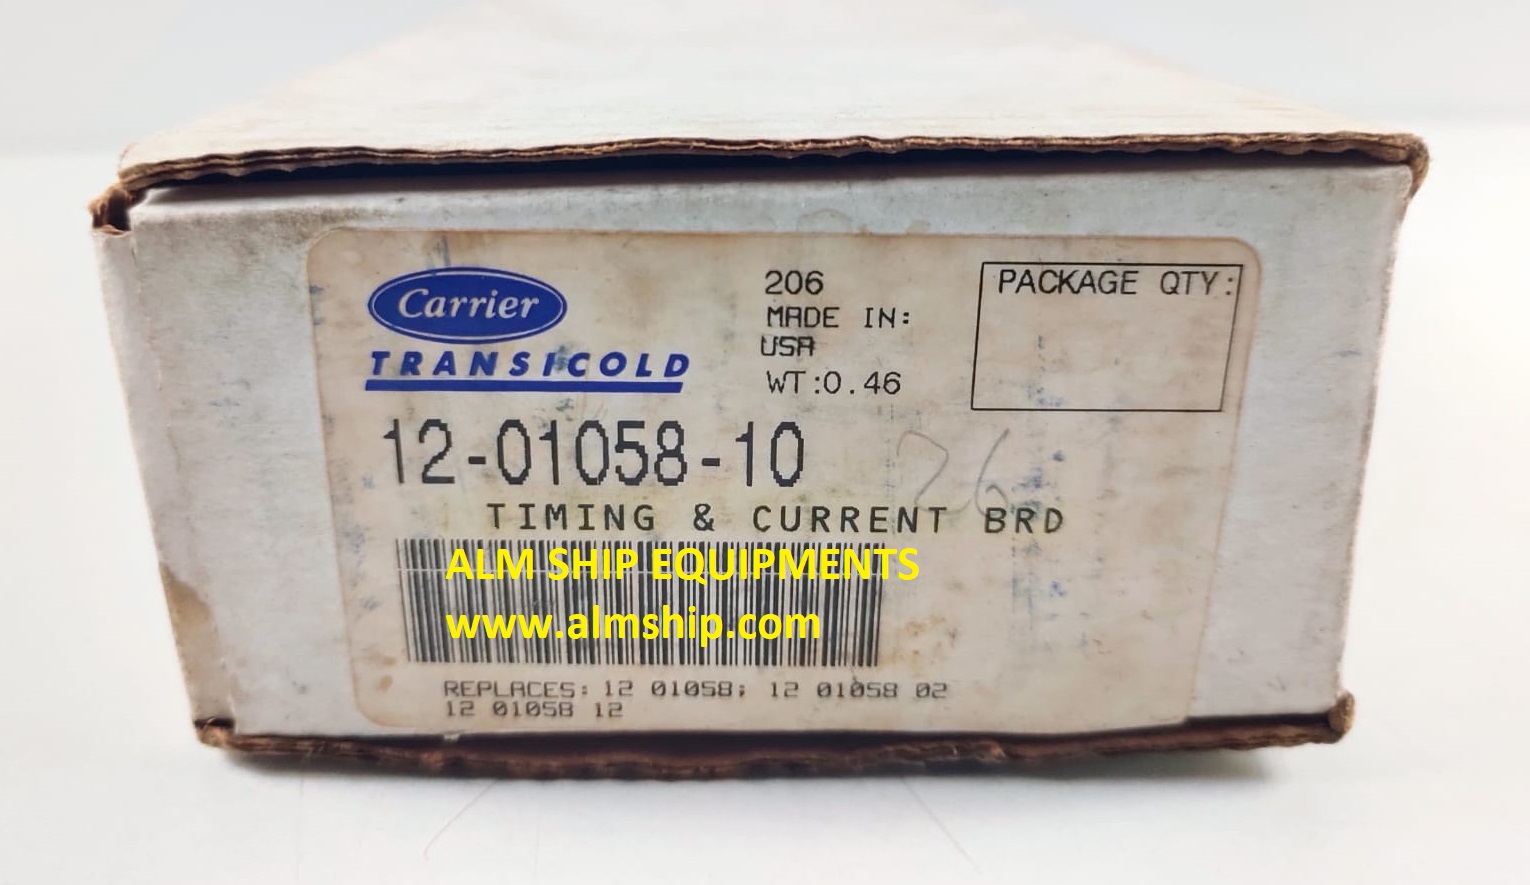 Carrier
TRANSICOLD
206
MADE IN:
USA
WT:0.46
PACKAGE QTY:
12-01058-10
26
TIMING & CURRENT BRD
ALM SHIP EQUIPMENTS
www.almship.com
REPLACES: 12 01058; 12 01058 02
12 01058 12